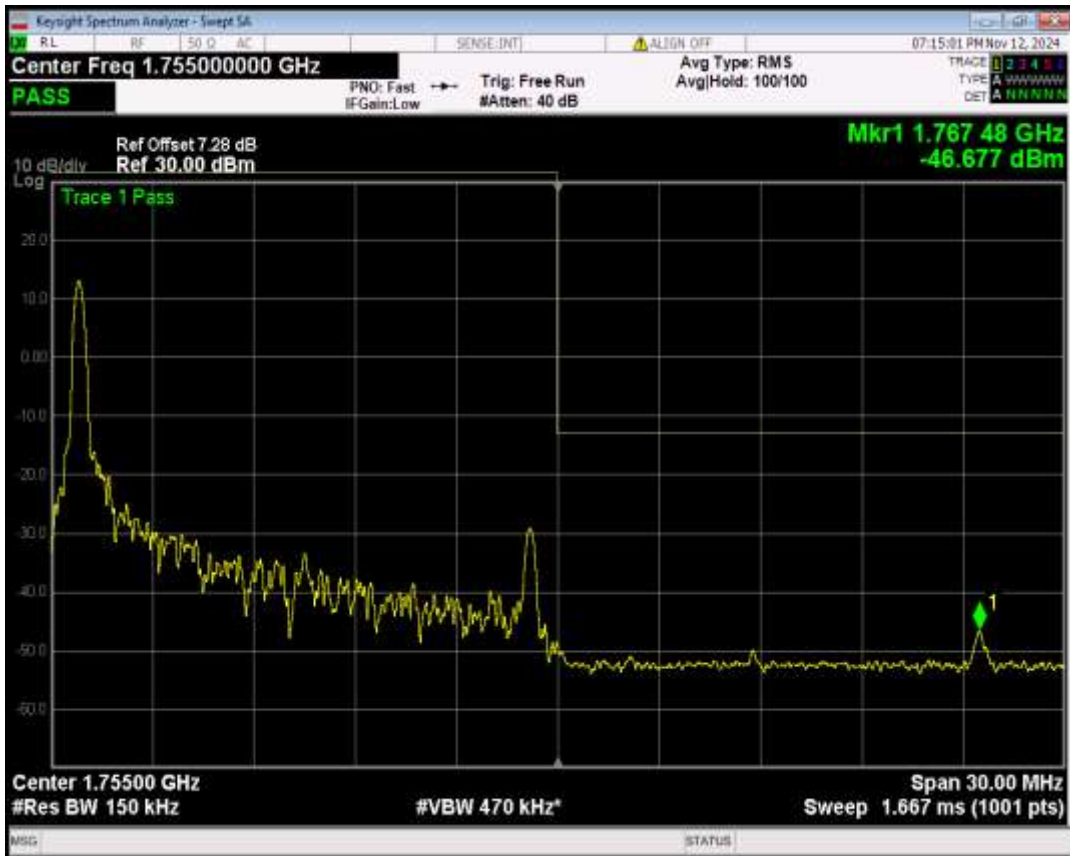 Keysight Spectrum Analyzer - Swept SA
RL RF 50 Ω AC SENSE:INT ALIGN OFF 07:15:01 PM Nov 12, 2024
Center Freq 1.755000000 GHz Avg Type: RMS TRACE 1 2 3 4 5 6
PASS PNO: Fast Trig: Free Run Avg|Hold: 100/100 TYPE A WWWWW
IFGain:Low #Atten: 40 dB DET A N N N N N
Mkr1 1.767 48 GHz
-46.677 dBm
Ref Offset 7.28 dB
10 dB/div Ref 30.00 dBm
Log
Trace 1 Pass
20.0
10.0
0.00
-10.0
-20.0
-30.0
-40.0
1
-50.0
-60.0
Center 1.75500 GHz Span 30.00 MHz
#Res BW 150 kHz #VBW 470 kHz* Sweep 1.667 ms (1001 pts)
MSG STATUS